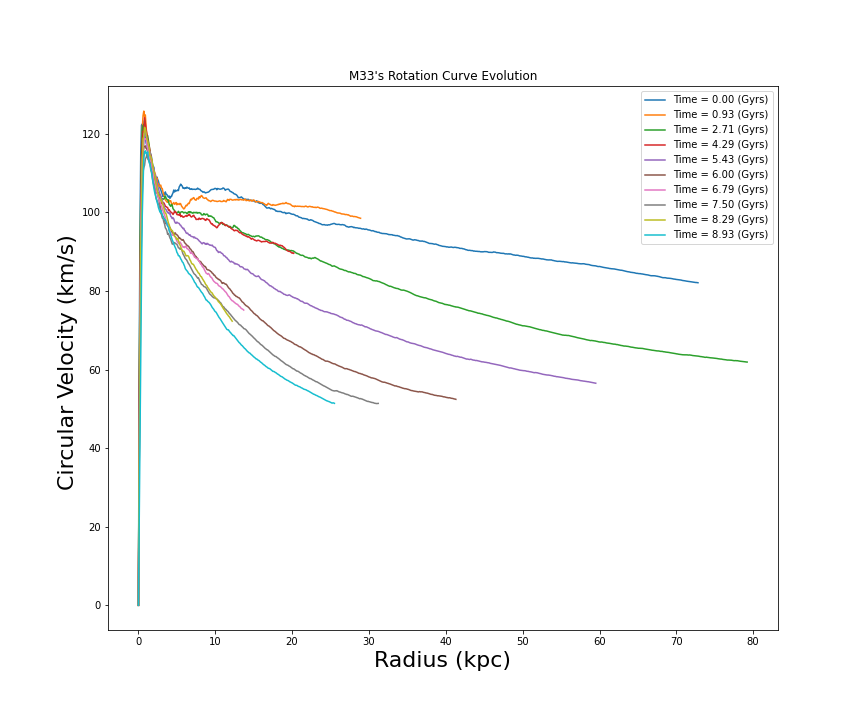 M33's Rotation Curve Evolution
Time = 0.00 (Gyrs)
Time = 0.93 (Gyrs)
Time = 2.71 (Gyrs)
Time = 4.29 (Gyrs)
Time = 5.43 (Gyrs)
Time = 6.00 (Gyrs)
Time = 6.79 (Gyrs)
Time = 7.50 (Gyrs)
Time = 8.29 (Gyrs)
Time = 8.93 (Gyrs)
Circular Velocity (km/s)
120
100
80
60
40
20
0
0 10 20 30 40 50 60 70 80
Radius (kpc)